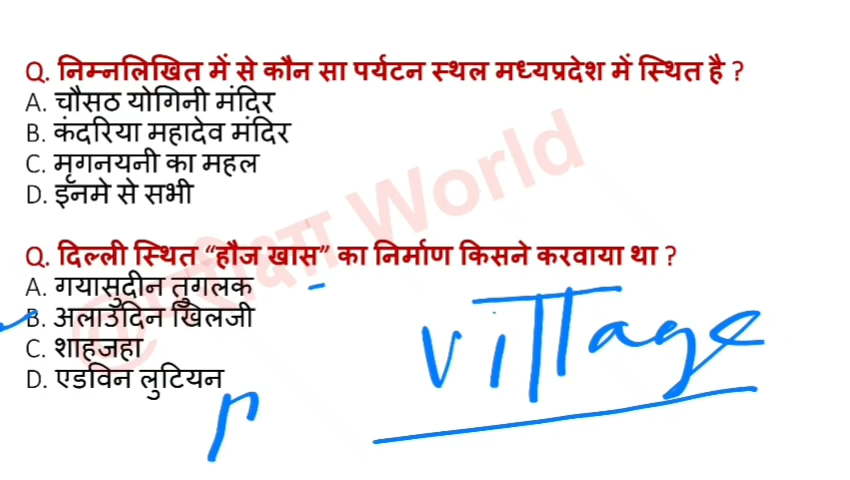 Q. निम्नलिखित में से कौन सा पर्यटन स्थल मध्यप्रदेश में स्थित है ?
A. चौसठ योगिनी मंदिर
B. कंदरिया महादेव मंदिर
C. मृगनयनी का महल
D. इनमे से सभी
Q. दिल्ली स्थित “हौज खास” का निर्माण किसने करवाया था ?
A. गयासुदीन तुगलक
B. अलाउदिन खिलजी
C. शाहजहा
D. एडविन लुटियन
village
World